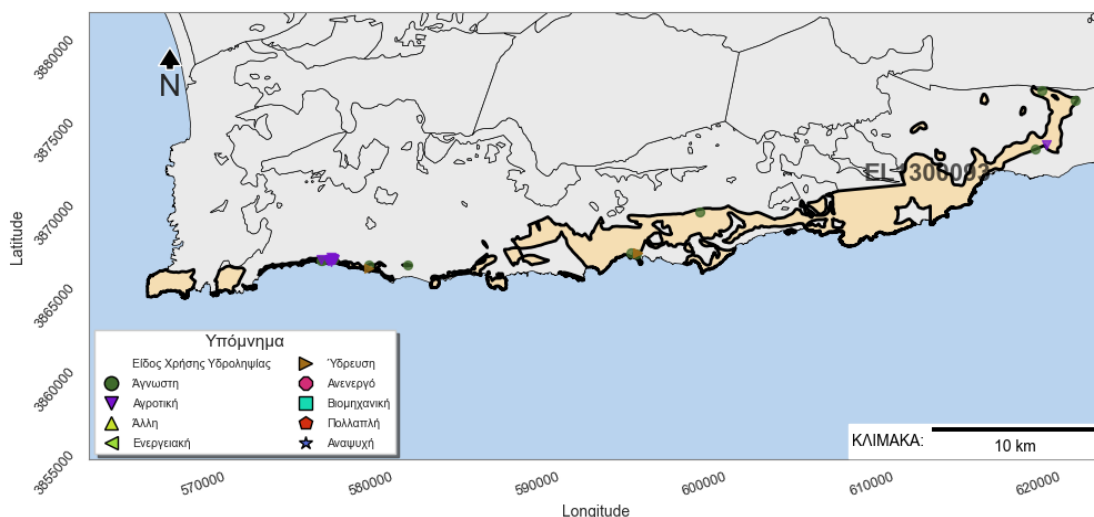 3880000
3875000
3870000
3865000
3860000
3855000
Latitude
N
EL1300093
Υπόμνημα
Είδος Χρήσης Υδροληψίας
Άγνωστη
Αγροτική
Άλλη
Ενεργειακή
Ύδρευση
Ανενεργό
Βιομηχανική
Πολλαπλή
Αναψυχή
ΚΛΙΜΑΚΑ:
10 km
570000
580000
590000
600000
610000
620000
Longitude